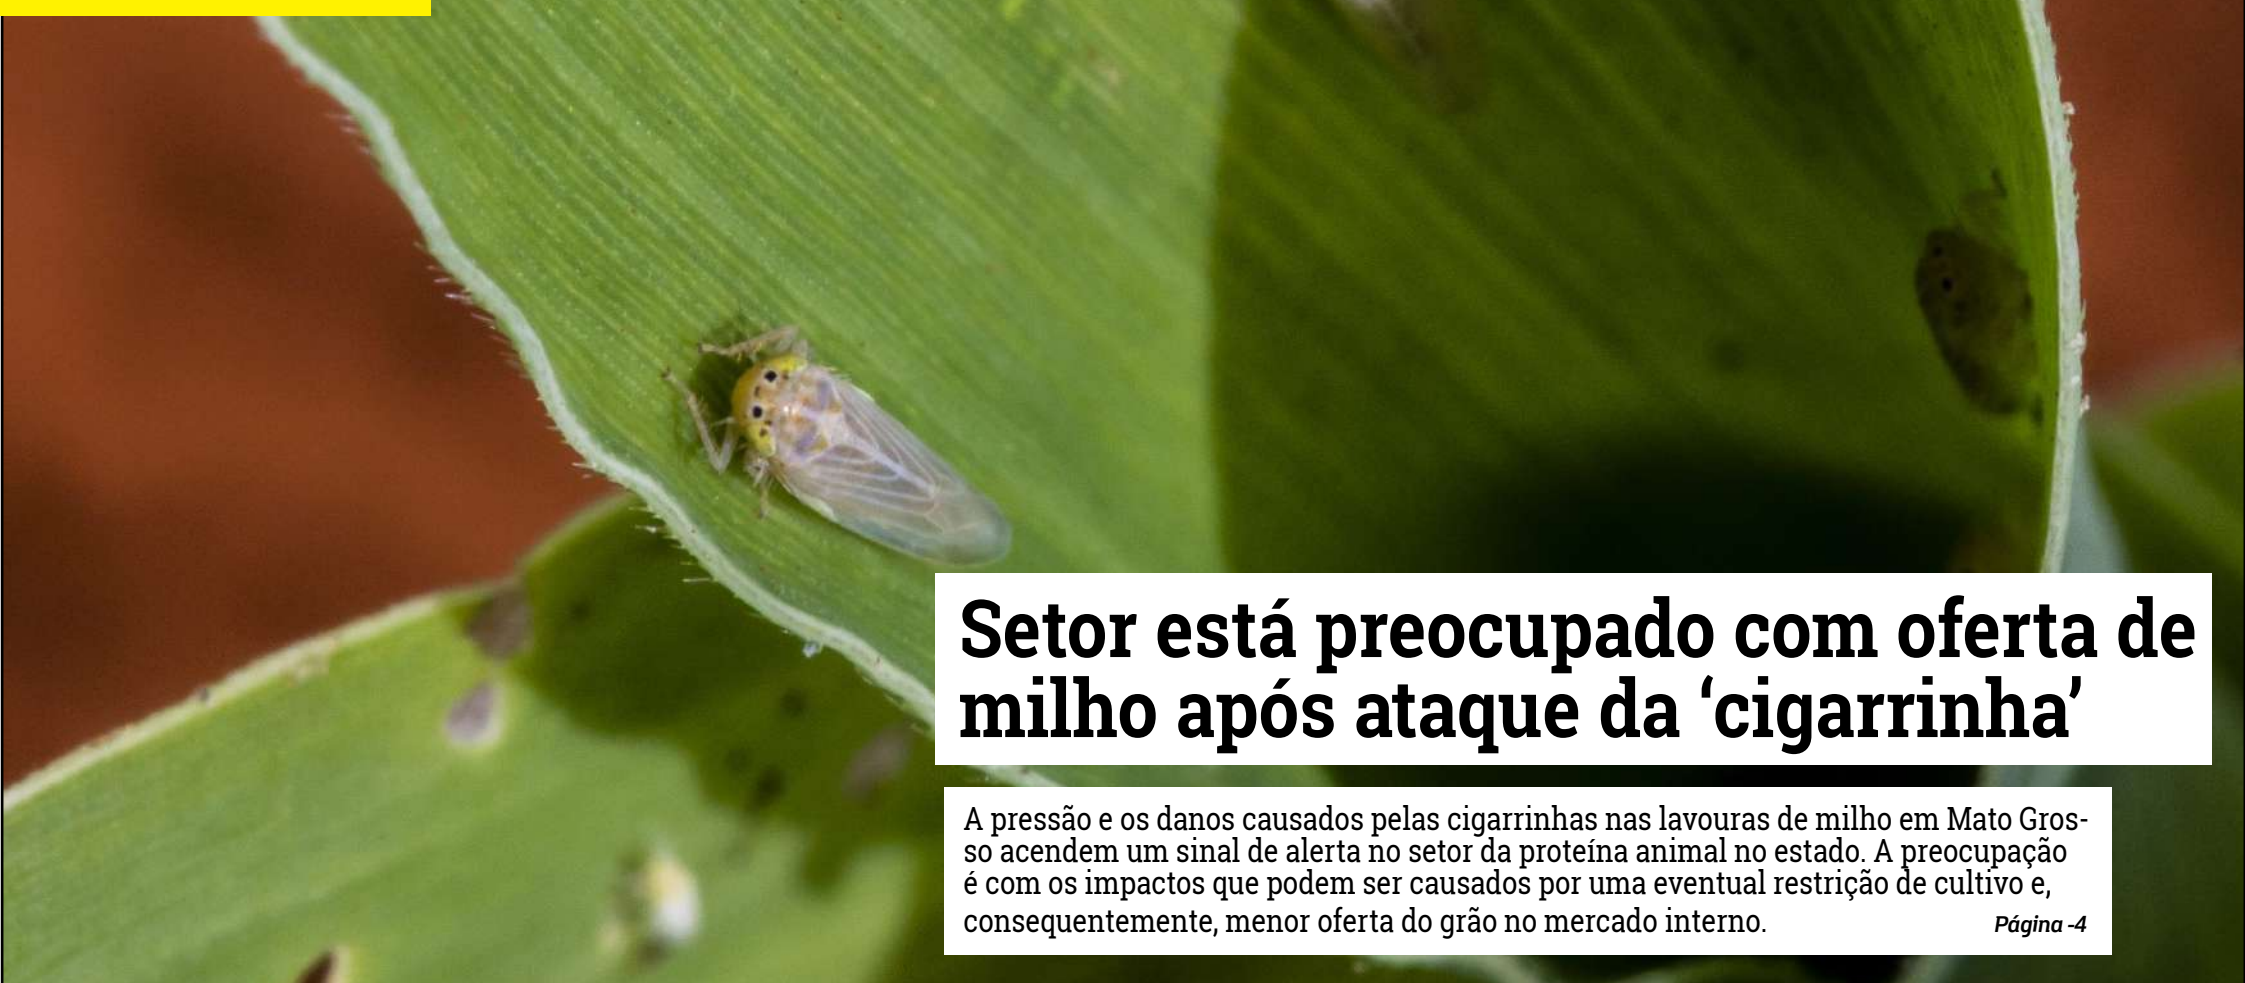 Setor está preocupado com oferta de
milho após ataque da ‘cigarrinha’
A pressão e os danos causados pelas cigarrinhas nas lavouras de milho em Mato Gros-
so acendem um sinal de alerta no setor da proteína animal no estado. A preocupação
é com os impactos que podem ser causados por uma eventual restrição de cultivo e,
consequentemente, menor oferta do grão no mercado interno.
Página -4